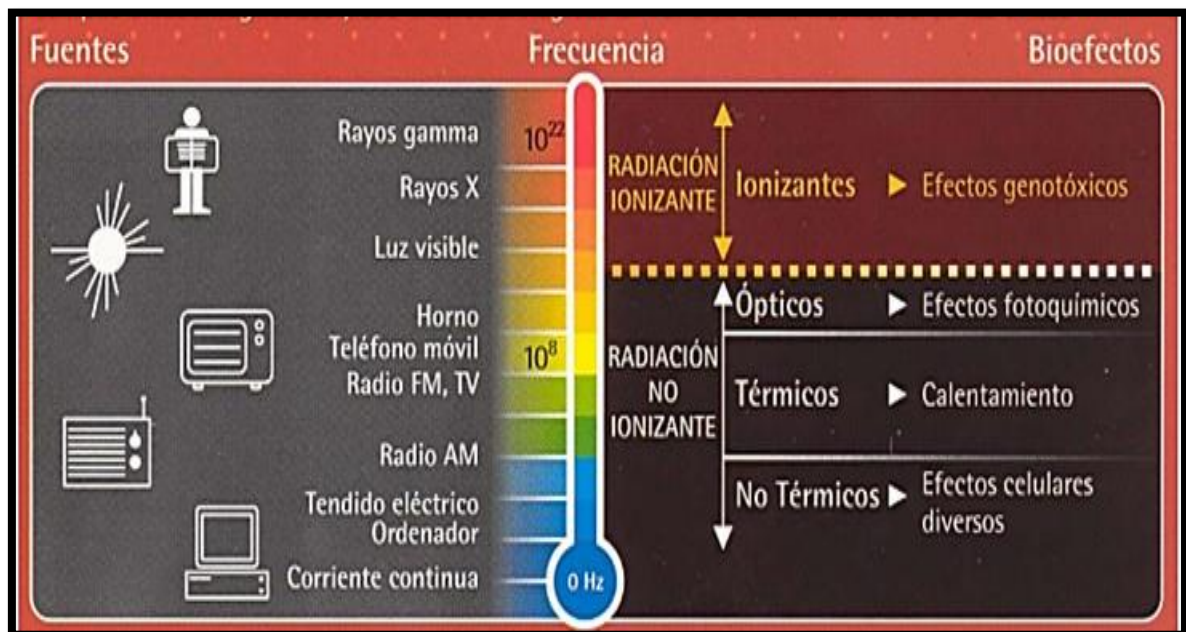 Fuentes
Frecuencia
Bioefectos
Rayos gamma
Rayos X
Luz visible
Horno
Teléfono móvil
Radio FM, TV
Radio AM
Tendido eléctrico
Ordenador
Corriente continua
10²²
10⁸
0 Hz
RADIACIÓN
IONIZANTE
Ionizantes ▶ Efectos genotóxicos
RADIACIÓN
NO
IONIZANTE
Ópticos ▶ Efectos fotoquímicos
Térmicos ▶ Calentamiento
No Térmicos ▶ Efectos celulares
diversos